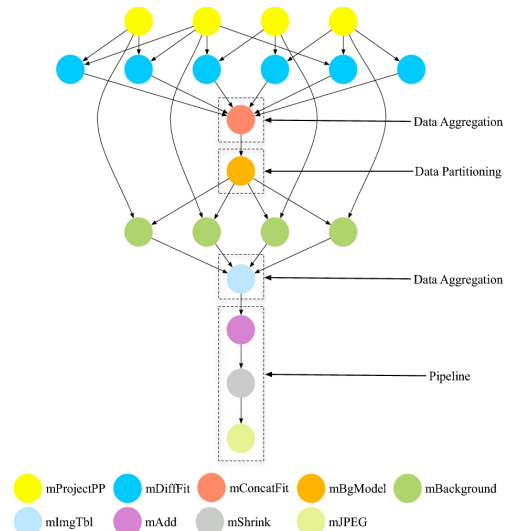 Data Aggregation
Data Partitioning
Data Aggregation
Pipeline
mProjectPP mDiffFit mConcatFit mBgModel mBackground
mImgTbl mAdd mShrink mJPEG